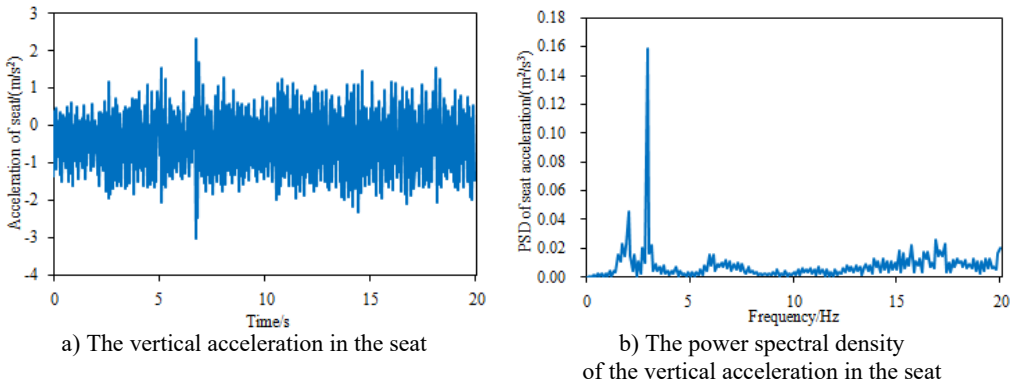 3
2
1
0
-1
-2
-3
-4
Acceleration of seat/(m/s²)
0 5 10 15 20
Time/s
a) The vertical acceleration in the seat
0.18
0.16
0.14
0.12
0.10
0.08
0.06
0.04
0.02
0.00
PSD of seat acceleration/(m²/s³)
0 5 10 15 20
Frequency/Hz
b) The power spectral density
of the vertical acceleration in the seat